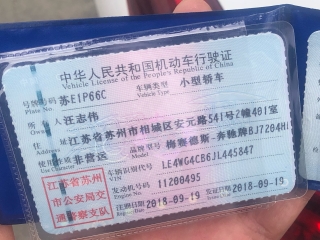 中华人民共和国机动车行驶证
Vehicle License of the People's Republic of China
号牌号码 苏E1P66C 车辆类型 小型轿车
Plate No. Vehicle Type
所有人 任志伟
Owner
住址 江苏省苏州市相城区安元路541号2幢401室
Address
使用性质 非营运 品牌型号 梅赛德斯-奔驰牌BJ7204H
Use Character Model
车辆识别代号 LE4WG4CB6JL445847
VIN
江苏省苏州
市公安局交
通警察支队
发动机号码 11200495
Engine No.
注册日期 2018-09-19 发证日期 2018-09-19
Register Date Issue Date